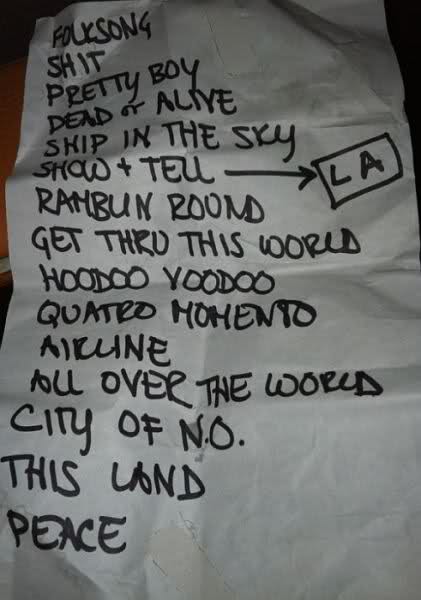 FOLKSONG
SHIT
PRETTY BOY
DEAD or ALIVE
SHIP IN THE SKY
SHOW + TELL → LA
RAMBLIN ROUND
GET THRU THIS WORLD
HOODOO VOODOO
QUATRO MOMENTO
AIRLINE
ALL OVER THE WORLD
CITY OF N.O.
THIS LAND
PEACE